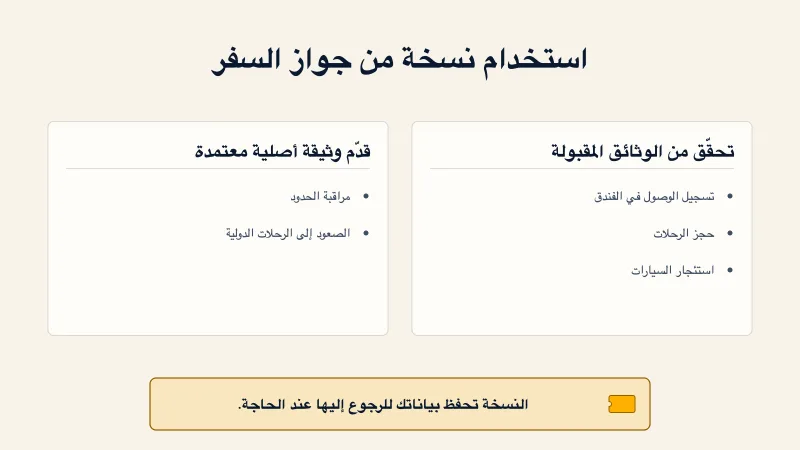 استخدام نسخة من جواز السفر
تحقّق من الوثائق المقبولة
تسجيل الوصول في الفندق
حجز الرحلات
استئجار السيارات
قدّم وثيقة أصلية معتمدة
مراقبة الحدود
الصعود إلى الرحلات الدولية
النسخة تحفظ بياناتك للرجوع إليها عند الحاجة.